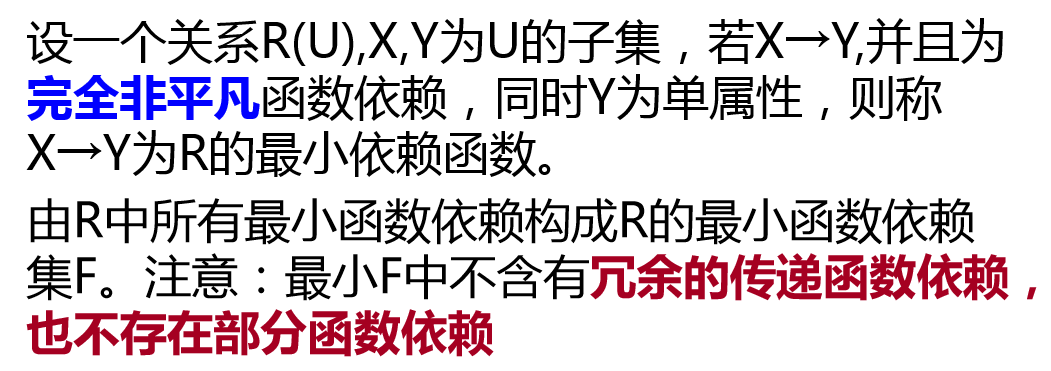 设一个关系R(U),X,Y为U的子集，若X→Y,并且为
完全非平凡函数依赖，同时Y为单属性，则称
X→Y为R的最小依赖函数。
由R中所有最小函数依赖构成R的最小函数依赖
集F。注意：最小F中不含有冗余的传递函数依赖，
也不存在部分函数依赖